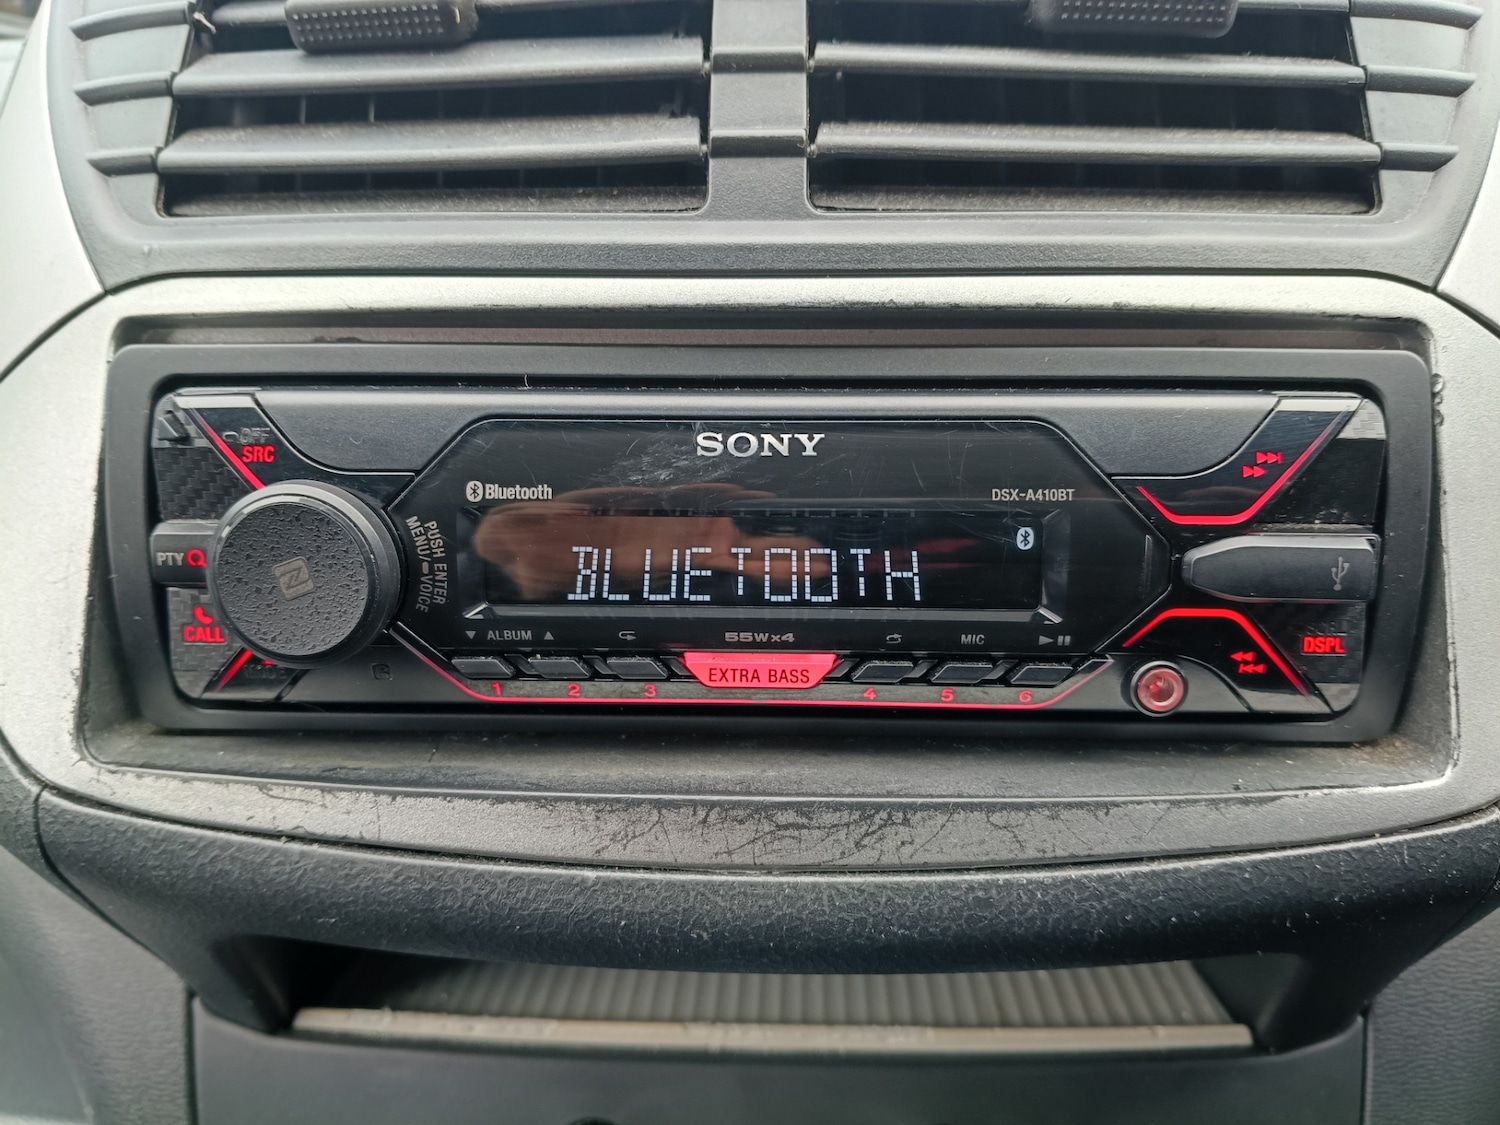 SONY
Bluetooth
DSX-A410BT
OFF
SRC
PUSH ENTER
MENU/ VOICE
PTY
BLUETOOTH
CALL
ALBUM
55W×4
MIC
DSPL
EXTRA BASS
1 2 3 4 5 6